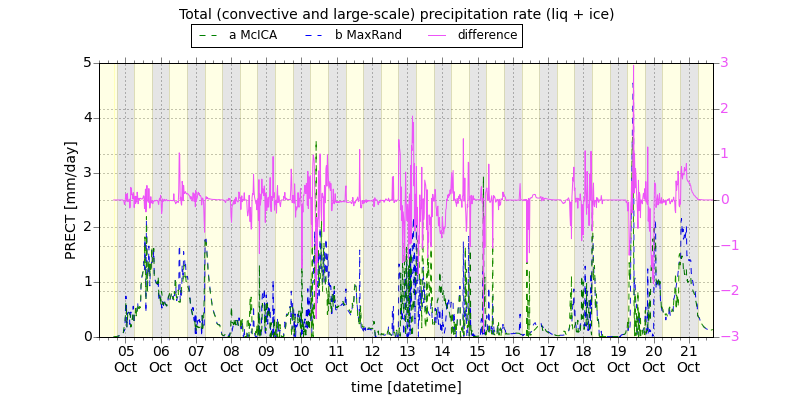 Total (convective and large-scale) precipitation rate (liq + ice)
a McICA b MaxRand difference
5 3
4 2
3 1
2 0
1 −1
0 −2
−3
PRECT [mm/day]
05 06 07 08 09 10 11 12 13 14 15 16 17 18 19 20 21
Oct Oct Oct Oct Oct Oct Oct Oct Oct Oct Oct Oct Oct Oct Oct Oct Oct
time [datetime]